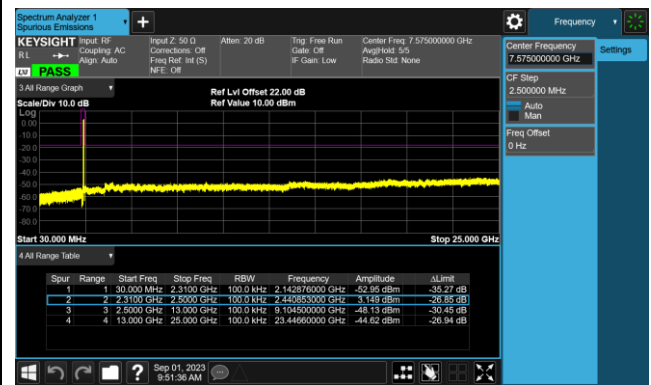 Spectrum Analyzer 1
Spurious Emissions
Frequency
KEYSIGHT
RL
PASS
Input: RF
Coupling: AC
Align: Auto
Input Z: 50 Ω
Corrections: Off
Freq Ref: Int (S)
NFE: Off
Atten: 20 dB
Trig: Free Run
Gate: Off
IF Gain: Low
Center Freq: 7.575000000 GHz
Avg|Hold: 5/5
Radio Std: None
Center Frequency
7.575000000 GHz
Settings
CF Step
2.500000 MHz
Auto
Man
Freq Offset
0 Hz
3 All Range Graph
Scale/Div 10.0 dB
Ref Lvl Offset 22.00 dB
Ref Value 10.00 dBm
Log
0.00
-10.0
-20.0
-30.0
-40.0
-50.0
-60.0
-70.0
-80.0
Start 30.000 MHz
Stop 25.000 GHz
4 All Range Table
Spur Range Start Freq Stop Freq RBW Frequency Amplitude ΔLimit
1 1 30.000 MHz 2.3100 GHz 100.0 kHz 2.142876000 GHz -52.95 dBm -35.27 dB
2 2 2.3100 GHz 2.5000 GHz 100.0 kHz 2.440853000 GHz 3.149 dBm -26.85 dB
3 3 2.5000 GHz 13.000 GHz 100.0 kHz 9.104500000 GHz -48.13 dBm -30.45 dB
4 4 13.000 GHz 25.000 GHz 100.0 kHz 23.44660000 GHz -44.62 dBm -26.94 dB
?
Sep 01, 2023
9:51:36 AM